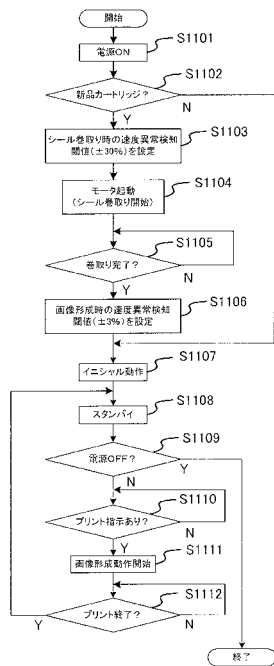 開始
電源ON
S1101
新品カートリッジ?
S1102
Y
N
シール巻取り時の速度異常検知
閾値(±30%)を設定
S1103
モータ起動
(シール巻取り開始)
S1104
巻取り完了?
S1105
Y
N
画像形成時の速度異常検知
閾値(±3%)を設定
S1106
イニシャル動作
S1107
スタンバイ
S1108
電源OFF?
S1109
Y
N
プリント指示あり?
S1110
Y
N
画像形成動作開始
S1111
プリント終了?
S1112
Y
N
終了